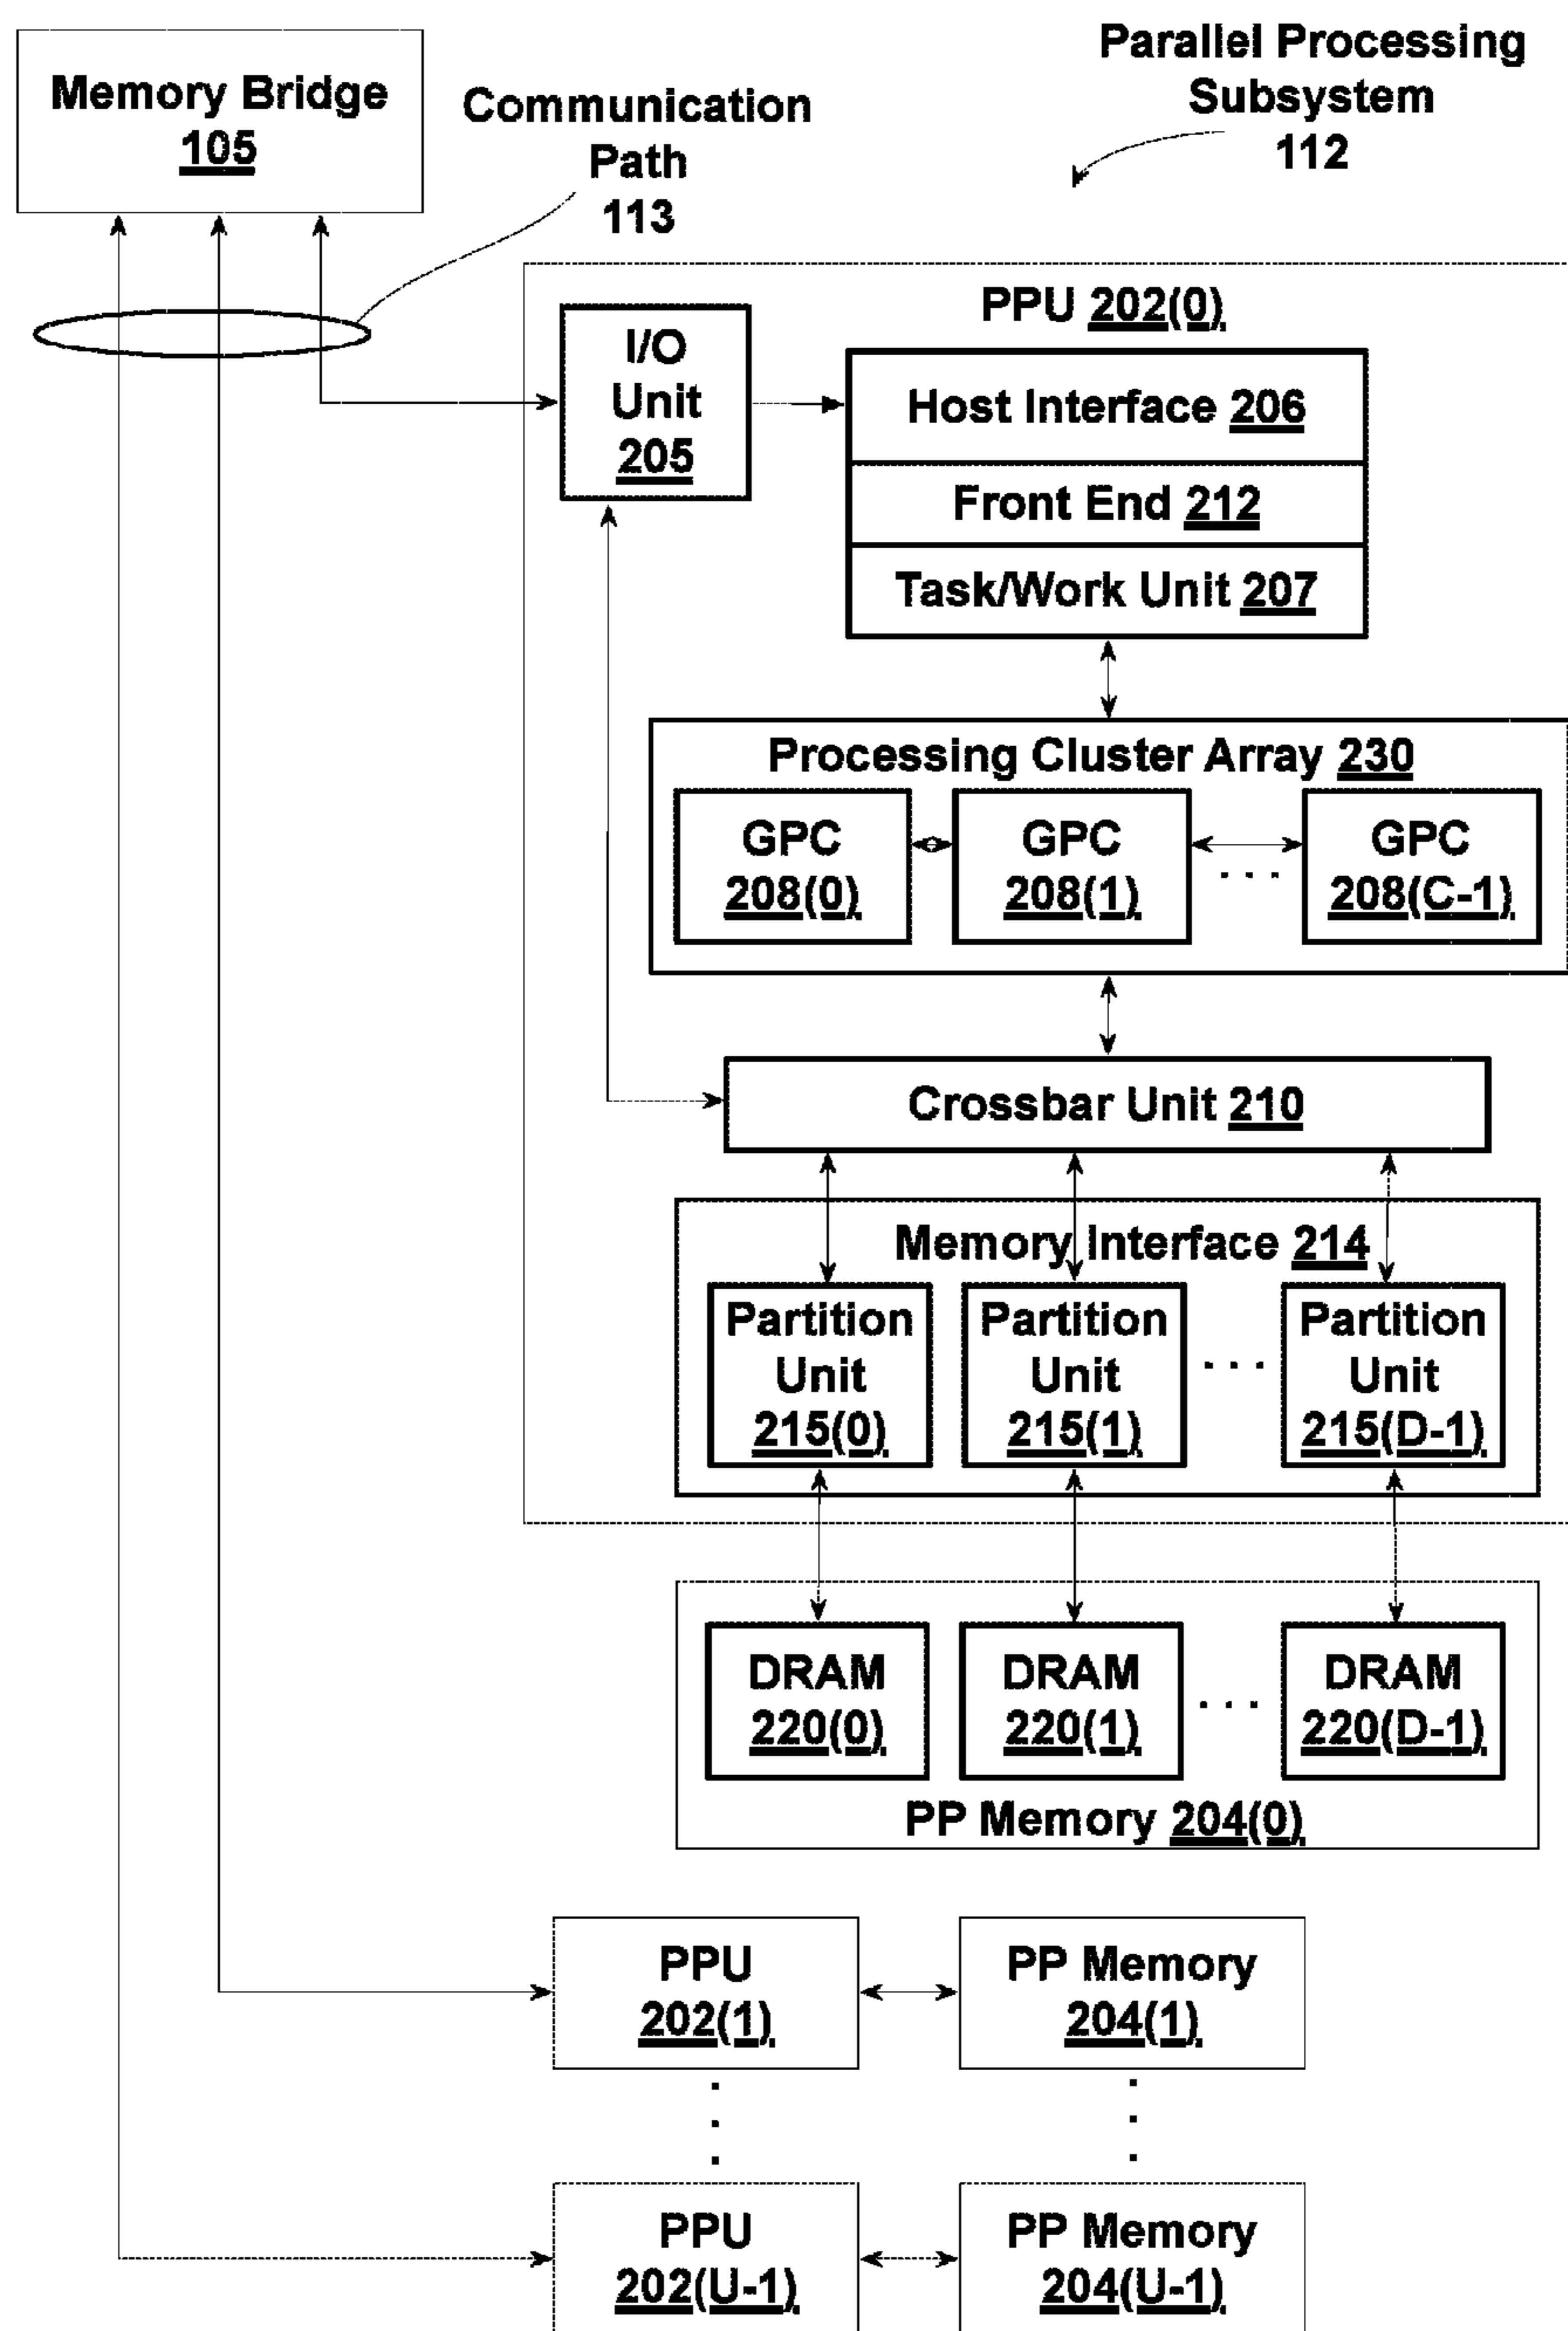 Memory Bridge
105
Communication
Path
113
Parallel Processing
Subsystem
112
PPU 202(0)
I/O
Unit
205
Host Interface 206
Front End 212
Task/Work Unit 207
Processing Cluster Array 230
GPC
208(0)
GPC
208(1)
. . .
GPC
208(C-1)
Crossbar Unit 210
Memory Interface 214
Partition
Unit
215(0)
Partition
Unit
215(1)
. . .
Partition
Unit
215(D-1)
DRAM
220(0)
DRAM
220(1)
. . .
DRAM
220(D-1)
PP Memory 204(0)
PPU
202(1)
PP Memory
204(1)
PPU
202(U-1)
PP Memory
204(U-1)